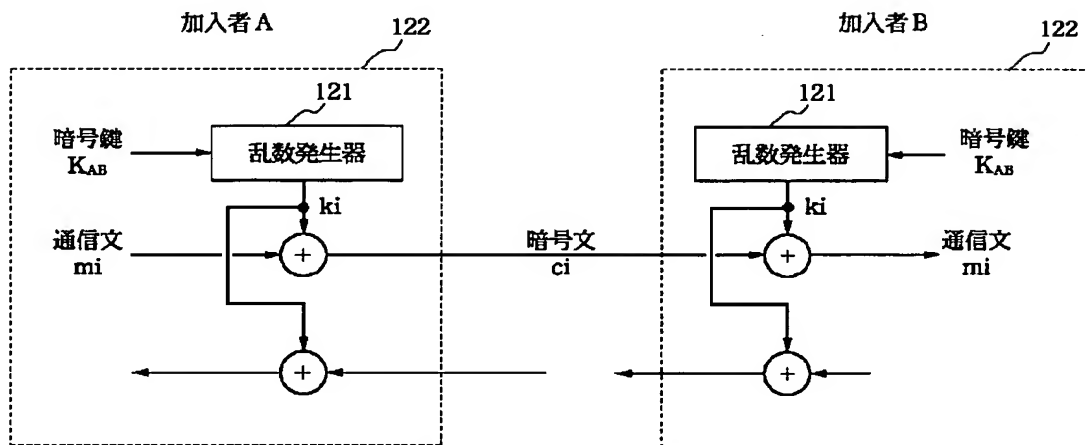 加入者A
122
加入者B
122
121
121
暗号鍵
KAB
乱数発生器
乱数発生器
暗号鍵
KAB
ki
ki
通信文
mi
+
暗号文
ci
+
通信文
mi
+
+